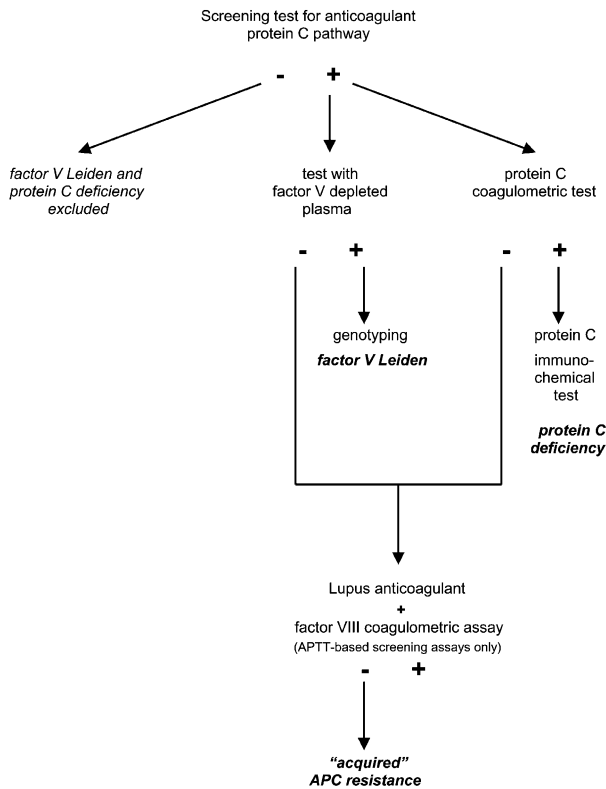 Screening test for anticoagulant
protein C pathway
- +
factor V Leiden and
protein C deficiency
excluded
test with
factor V depleted
plasma
protein C
coagulometric test
- +
- +
genotyping
factor V Leiden
protein C
immuno-
chemical
test
protein C
deficiency
Lupus anticoagulant
+
factor VIII coagulometric assay
(APTT-based screening assays only)
- +
“acquired”
APC resistance